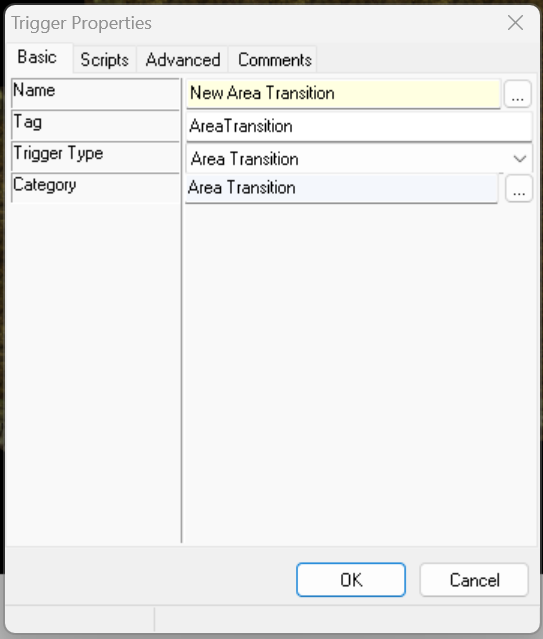 Trigger Properties
Basic Scripts Advanced Comments
Name New Area Transition ...
Tag AreaTransition
Trigger Type Area Transition
Category Area Transition ...
OK Cancel